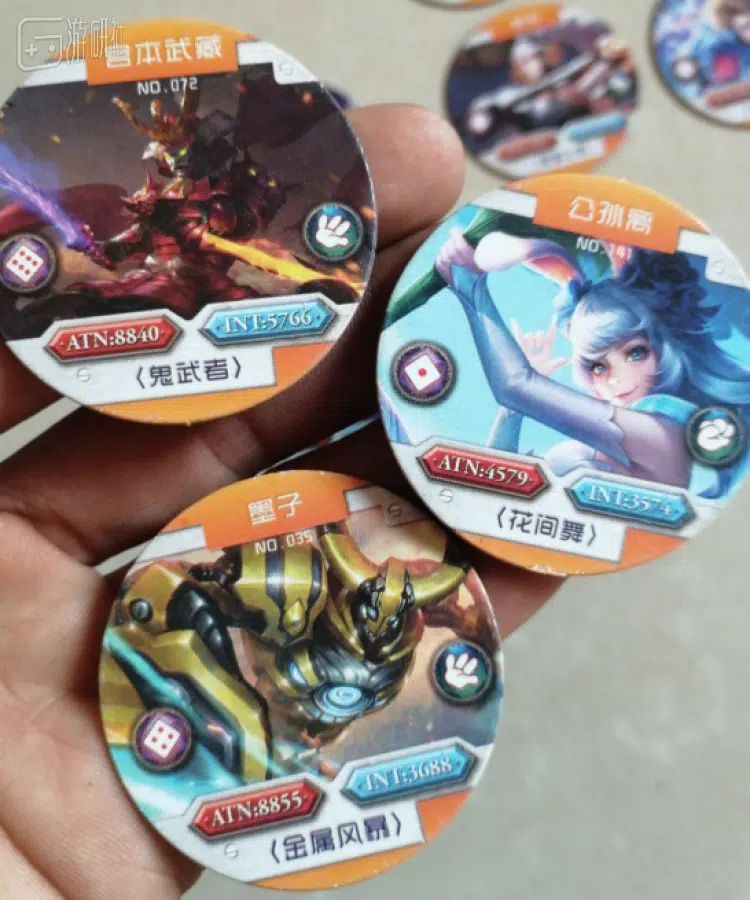 游研社
宫本武藏
NO.072
ATN:8840
INT:5766
〈鬼武者〉
公孙离
NO.141
ATN:4579
INT:3574
〈花间舞〉
墨子
NO.035
ATN:8855
INT:3688
〈金属风暴〉